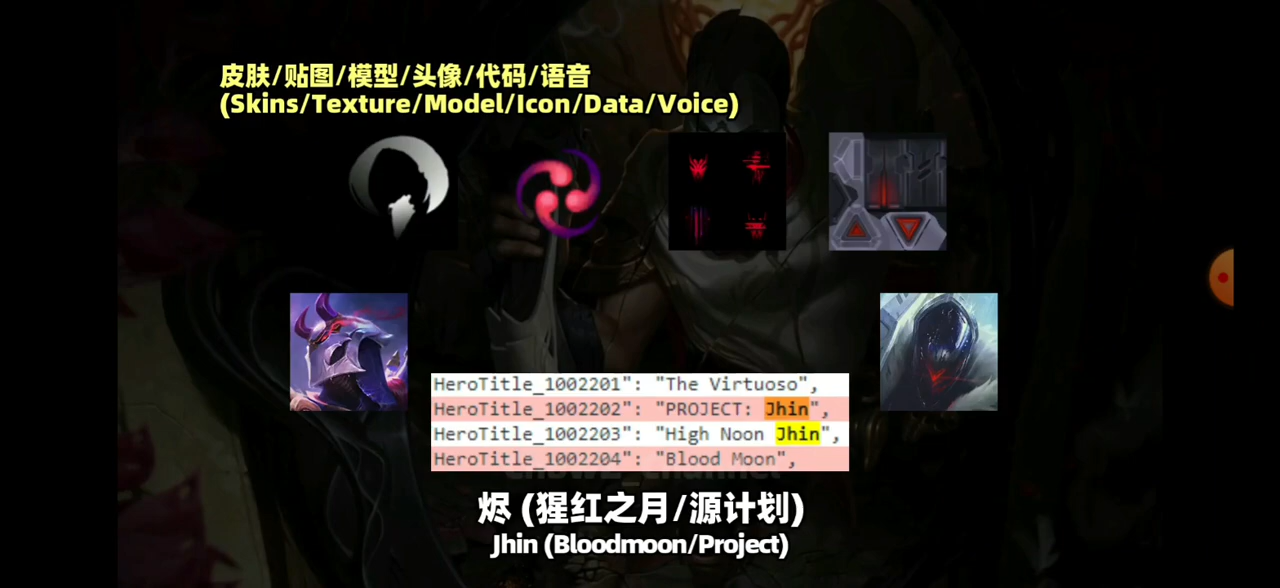 皮肤/贴图/模型/头像/代码/语音
(Skins/Texture/Model/Icon/Data/Voice)
HeroTitle_1002201": "The Virtuoso",
HeroTitle_1002202": "PROJECT: Jhin",
HeroTitle_1002203": "High Noon Jhin",
HeroTitle_1002204": "Blood Moon",
烬 (猩红之月/源计划)
Jhin (Bloodmoon/Project)